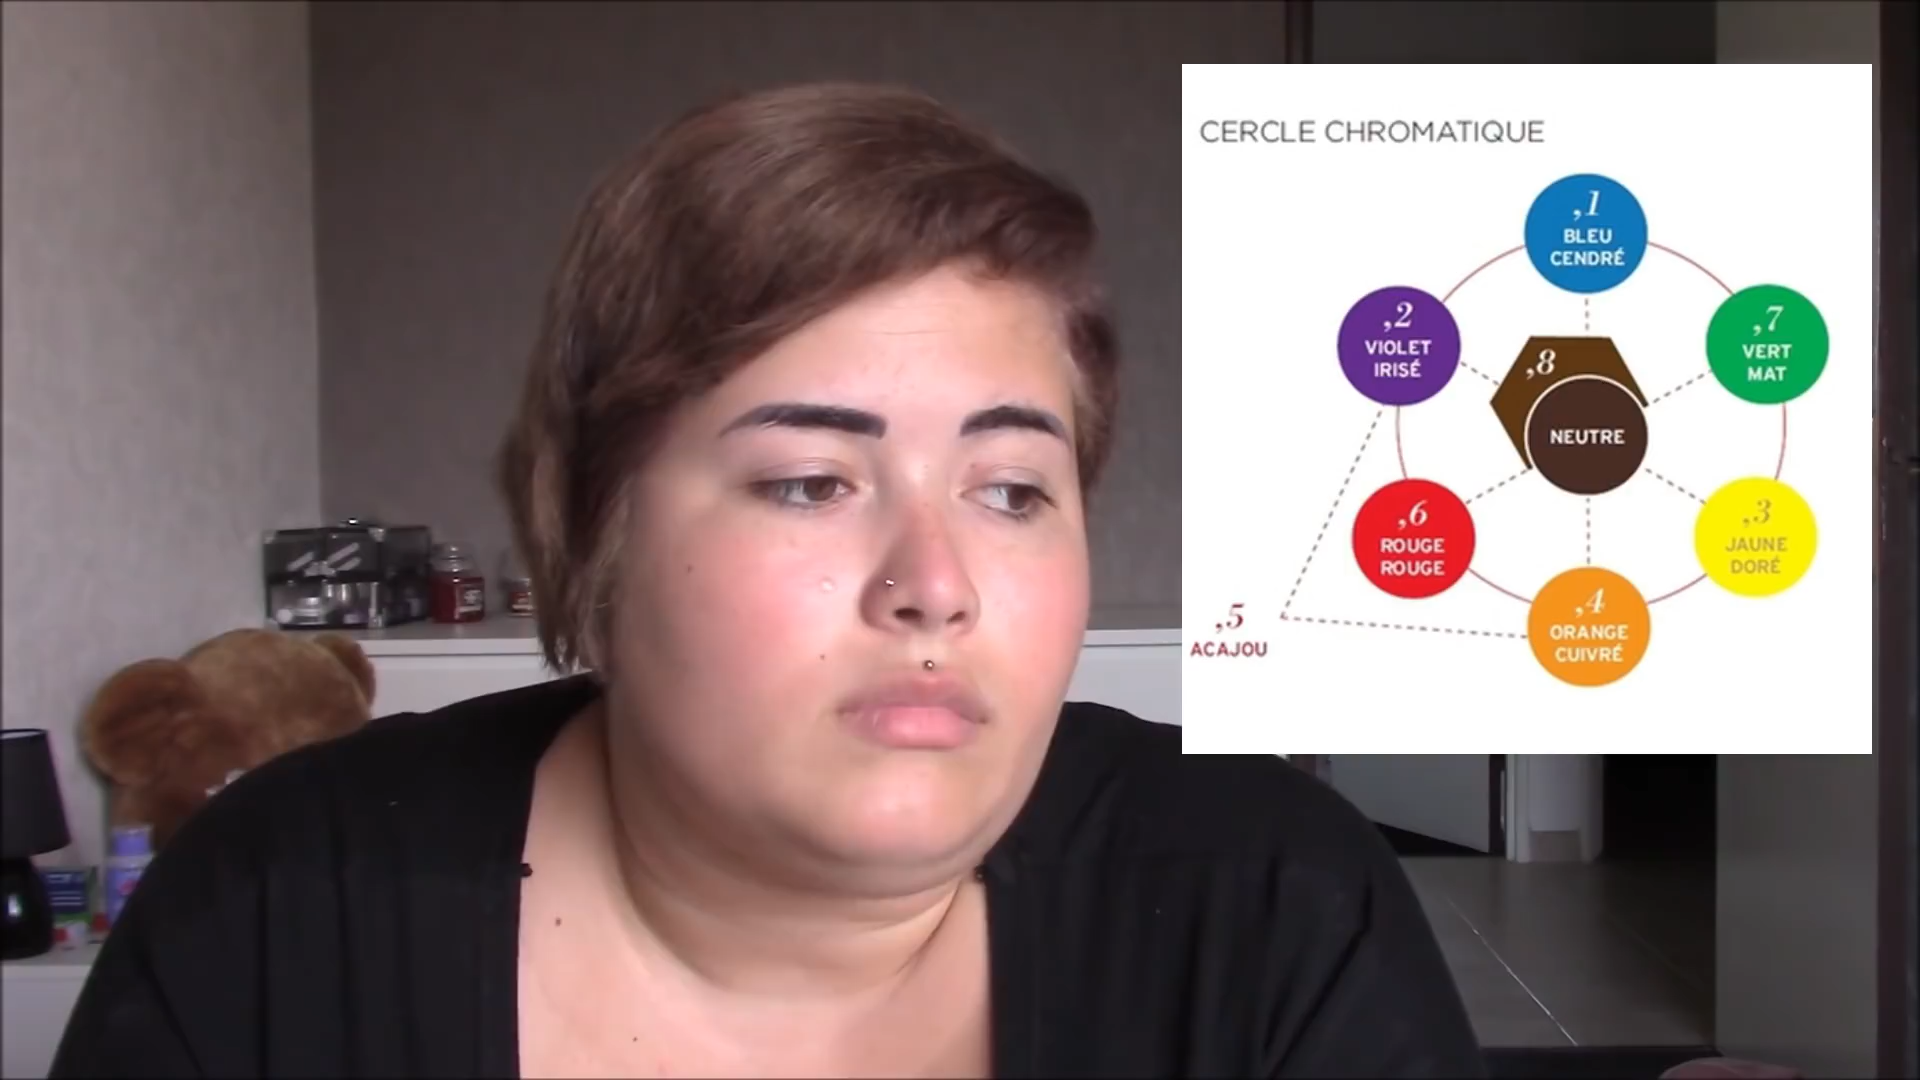 CERCLE CHROMATIQUE
,1
BLEU
CENDRÉ
,2
VIOLET
IRISÉ
,7
VERT
MAT
,8
NEUTRE
,6
ROUGE
ROUGE
,3
JAUNE
DORÉ
,5
ACAJOU
,4
ORANGE
CUIVRÉ